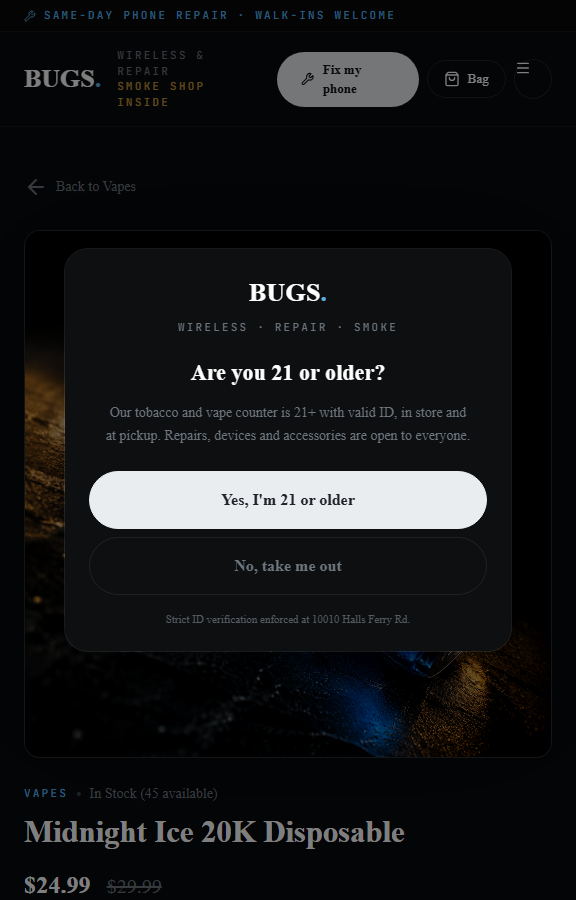 SAME-DAY PHONE REPAIR · WALK-INS WELCOME
BUGS.
WIRELESS &
REPAIR
SMOKE SHOP
INSIDE
Fix my
phone
Bag
Back to Vapes
BUGS.
WIRELESS · REPAIR · SMOKE
Are you 21 or older?
Our tobacco and vape counter is 21+ with valid ID, in store and
at pickup. Repairs, devices and accessories are open to everyone.
Yes, I'm 21 or older
No, take me out
Strict ID verification enforced at 10010 Halls Ferry Rd.
VAPES • In Stock (45 available)
Midnight Ice 20K Disposable
$24.99 $29.99